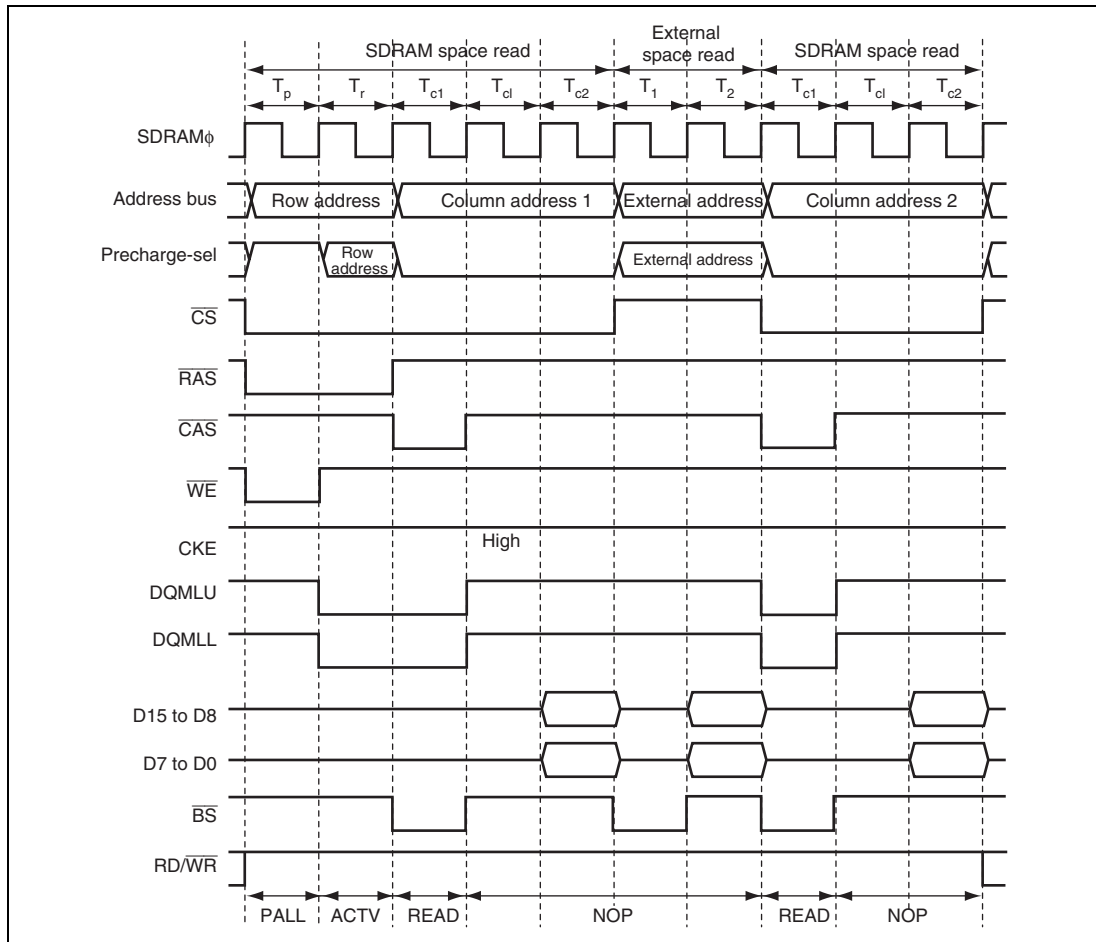 External
SDRAM space read space read SDRAM space read
Tp Tr Tc1 Tcl Tc2 T1 T2 Tc1 Tcl Tc2
SDRAMϕ
Address bus Row address Column address 1 External address Column address 2
Precharge-sel Row address External address
CS
RAS
CAS
WE
CKE High
DQMLU
DQMLL
D15 to D8
D7 to D0
BS
RD/WR
PALL ACTV READ NOP READ NOP